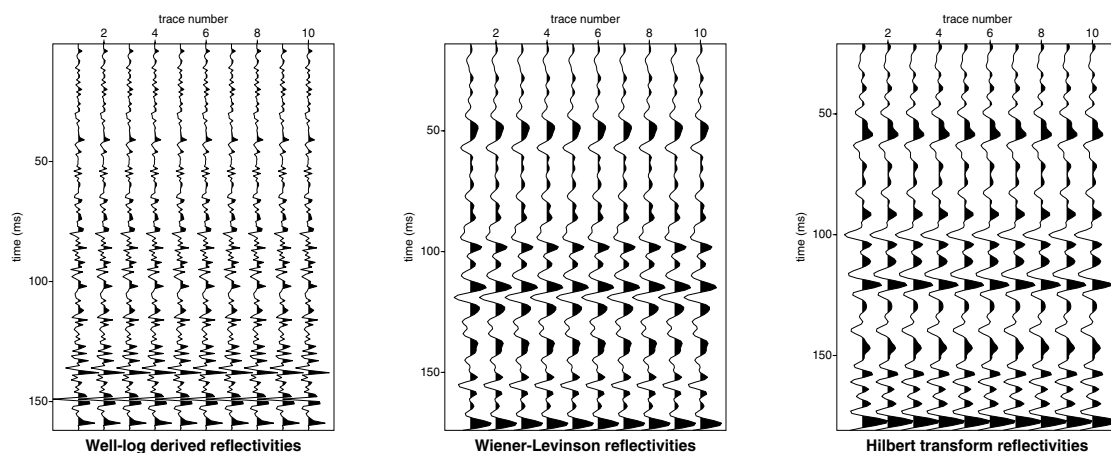 trace number
2 4 6 8 10
50
100
150
time (ms)
Well-log derived reflectivities
trace number
2 4 6 8 10
50
100
150
time (ms)
Wiener-Levinson reflectivities
trace number
2 4 6 8 10
50
100
150
time (ms)
Hilbert transform reflectivities